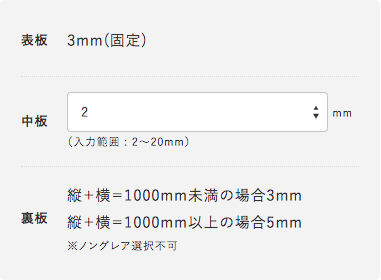 表板 3mm(固定)
中板 2 mm
(入力範囲：2〜20mm)
縦+横=1000mm未満の場合3mm
裏板 縦+横=1000mm以上の場合5mm
※ノングレア選択不可